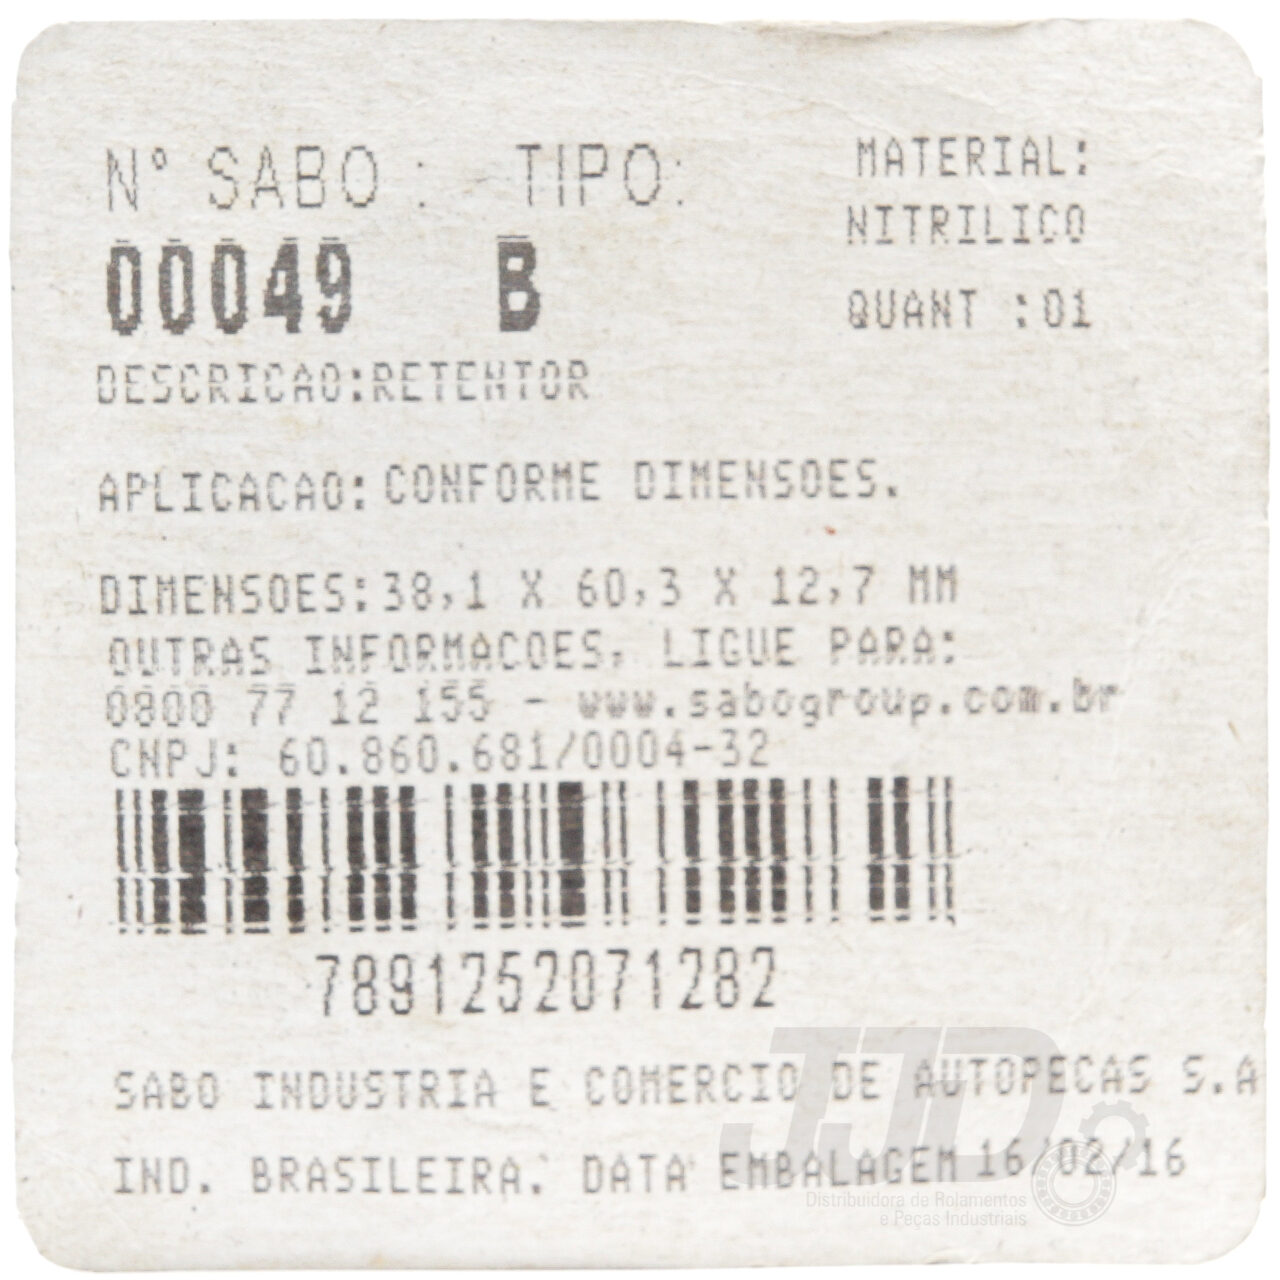 Nº SABO : TIPO: MATERIAL:
00049 B NITRILICO
QUANT :01
DESCRICAO:RETENTOR
APLICACAO: CONFORME DIMENSOES.
DIMENSOES:38,1 X 60,3 X 12,7 MM
OUTRAS INFORMACOES, LIGUE PARA:
0800 77 12 155 - www.sabogroup.com.br
CNPJ: 60.860.681/0004-32
7891252071282
SABO INDUSTRIA E COMERCIO DE AUTOPECAS S.A
IND. BRASILEIRA. DATA EMBALAGEM 16/02/16
JJD
Distribuidora de Rolamentos
e Peças Industriais